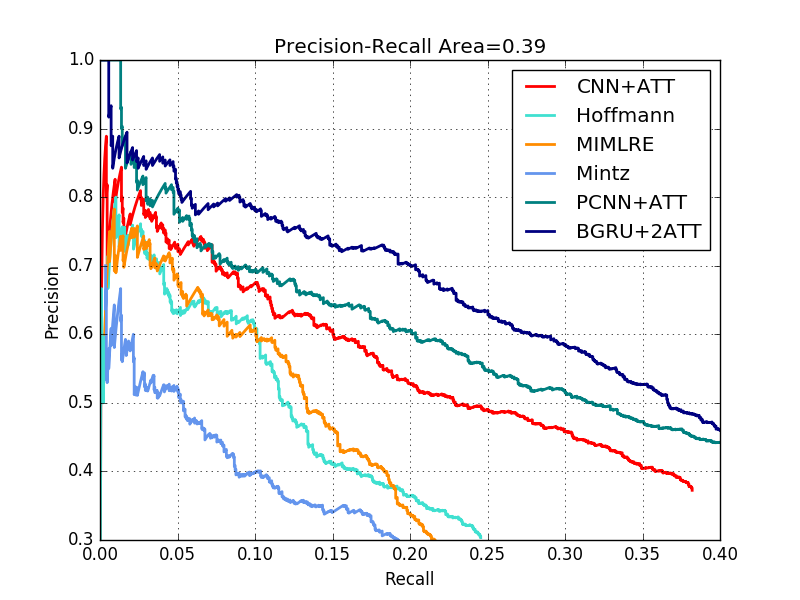 Precision-Recall Area=0.39
CNN+ATT
Hoffmann
MIMLRE
Mintz
PCNN+ATT
BGRU+2ATT
Precision
1.0
0.9
0.8
0.7
0.6
0.5
0.4
0.3
0.00 0.05 0.10 0.15 0.20 0.25 0.30 0.35 0.40
Recall